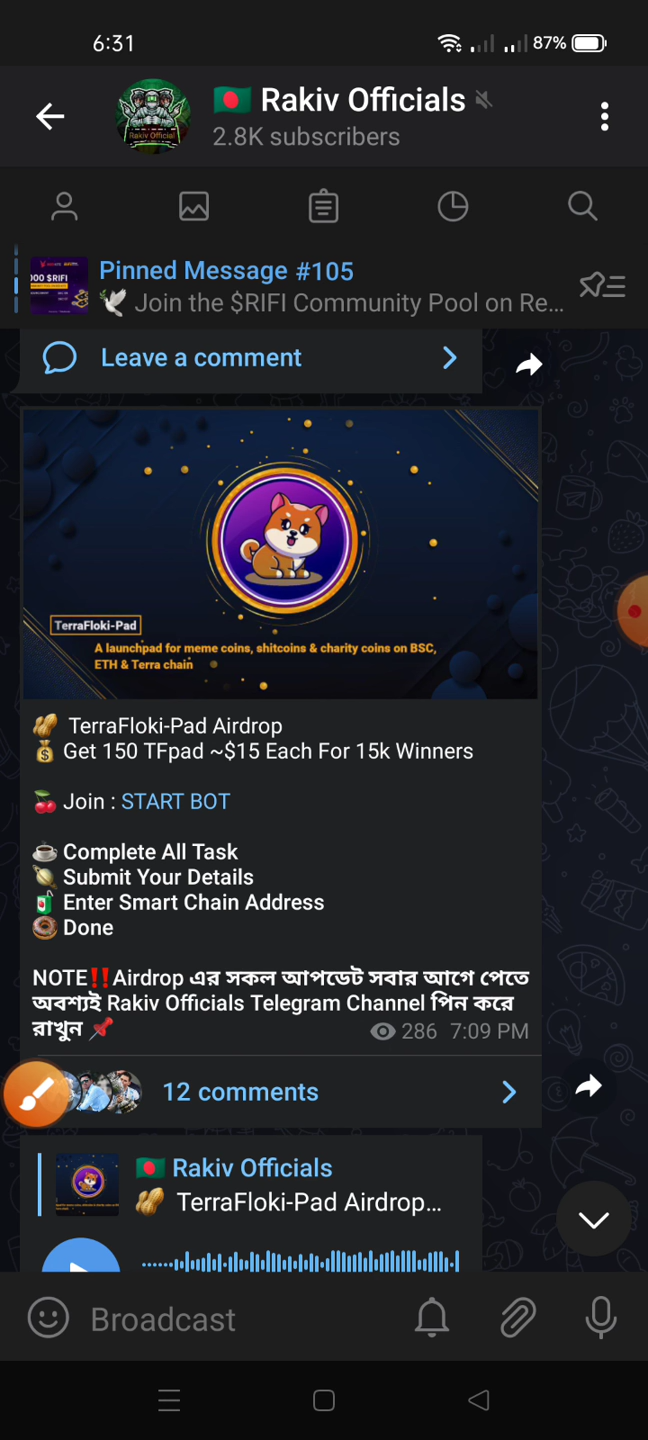 6:31
87%
🇧🇩 Rakiv Officials
2.8K subscribers
Rakiv Official
Pinned Message #105
🕊 Join the $RIFI Community Pool on Re...
000 $RIFI
Leave a comment
TerraFloki-Pad
A launchpad for meme coins, shitcoins & charity coins on BSC,
ETH & Terra chain
🥜 TerraFloki-Pad Airdrop
💰 Get 150 TFpad ~$15 Each For 15k Winners
🍒 Join : START BOT
☕ Complete All Task
🪐 Submit Your Details
🧃 Enter Smart Chain Address
🍩 Done
NOTE‼️Airdrop এর সকল আপডেট সবার আগে পেতে
অবশ্যই Rakiv Officials Telegram Channel পিন করে
রাখুন 📌
286 7:09 PM
12 comments
🇧🇩 Rakiv Officials
🥜 TerraFloki-Pad Airdrop...
Broadcast